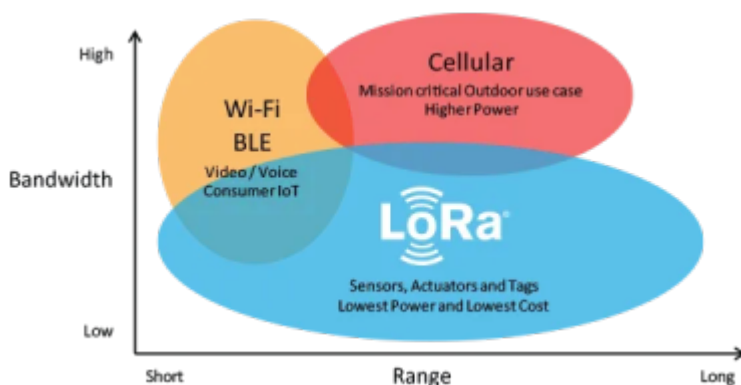 High
Bandwidth
Low
Wi-Fi
BLE
Video / Voice
Consumer IoT
Cellular
Mission critical Outdoor use case
Higher Power
LoRa®
Sensors, Actuators and Tags
Lowest Power and Lowest Cost
Short
Range
Long